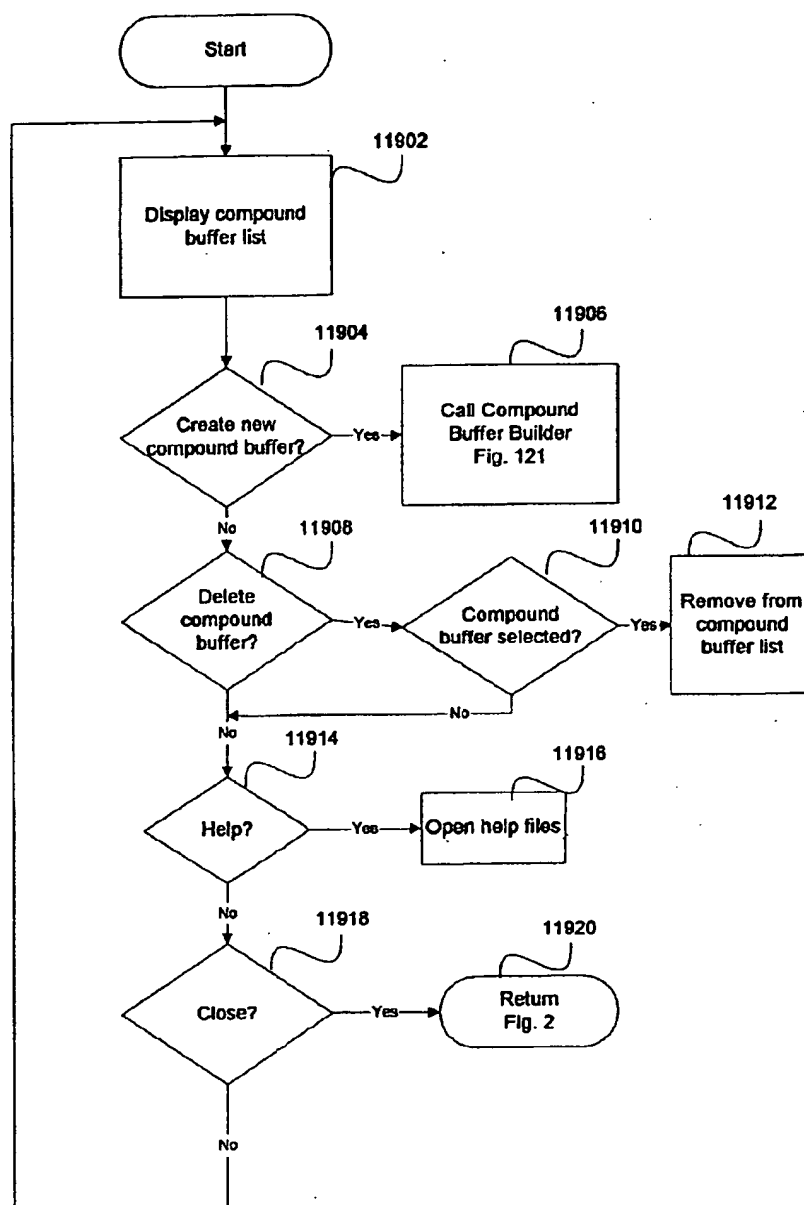 Start
11902
Display compound
buffer list
11904
11906
Create new
compound buffer?
Yes
Call Compound
Buffer Builder
Fig. 121
No
11908
11910
11912
Delete
compound
buffer?
Yes
Compound
buffer selected?
Yes
Remove from
compound
buffer list
No
No
11914
11916
Help?
Yes
Open help files
No
11918
11920
Close?
Yes
Return
Fig. 2
No